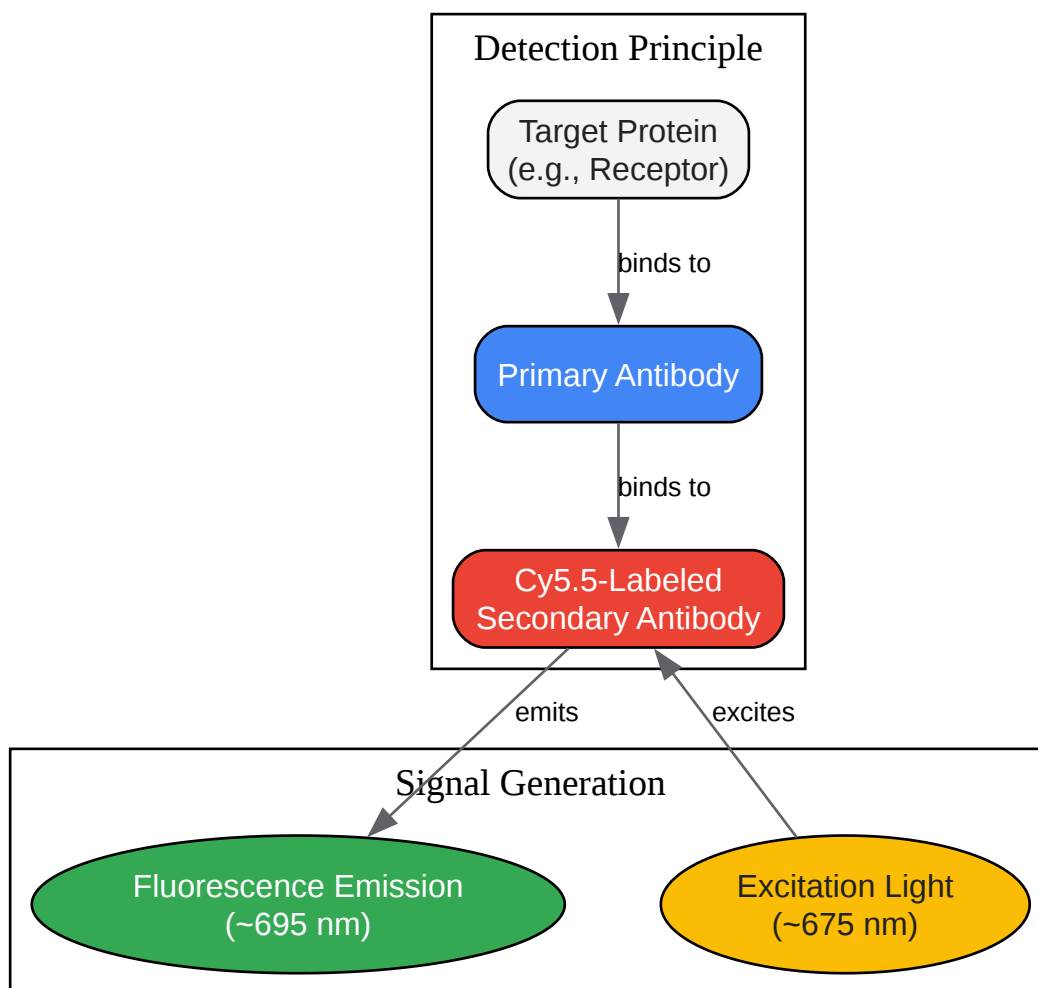 Detection Principle
Target Protein
(e.g., Receptor)
binds to
Primary Antibody
binds to
Cy5.5-Labeled
Secondary Antibody
emits
excites
Signal Generation
Fluorescence Emission
(~695 nm)
Excitation Light
(~675 nm)